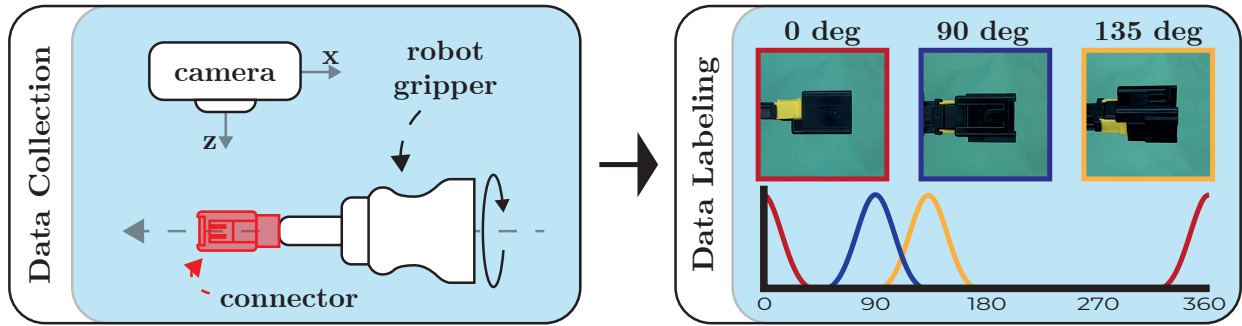 Data Collection
camera
x
z
robot
gripper
connector
Data Labeling
0 deg
90 deg
135 deg
0
90
180
270
360